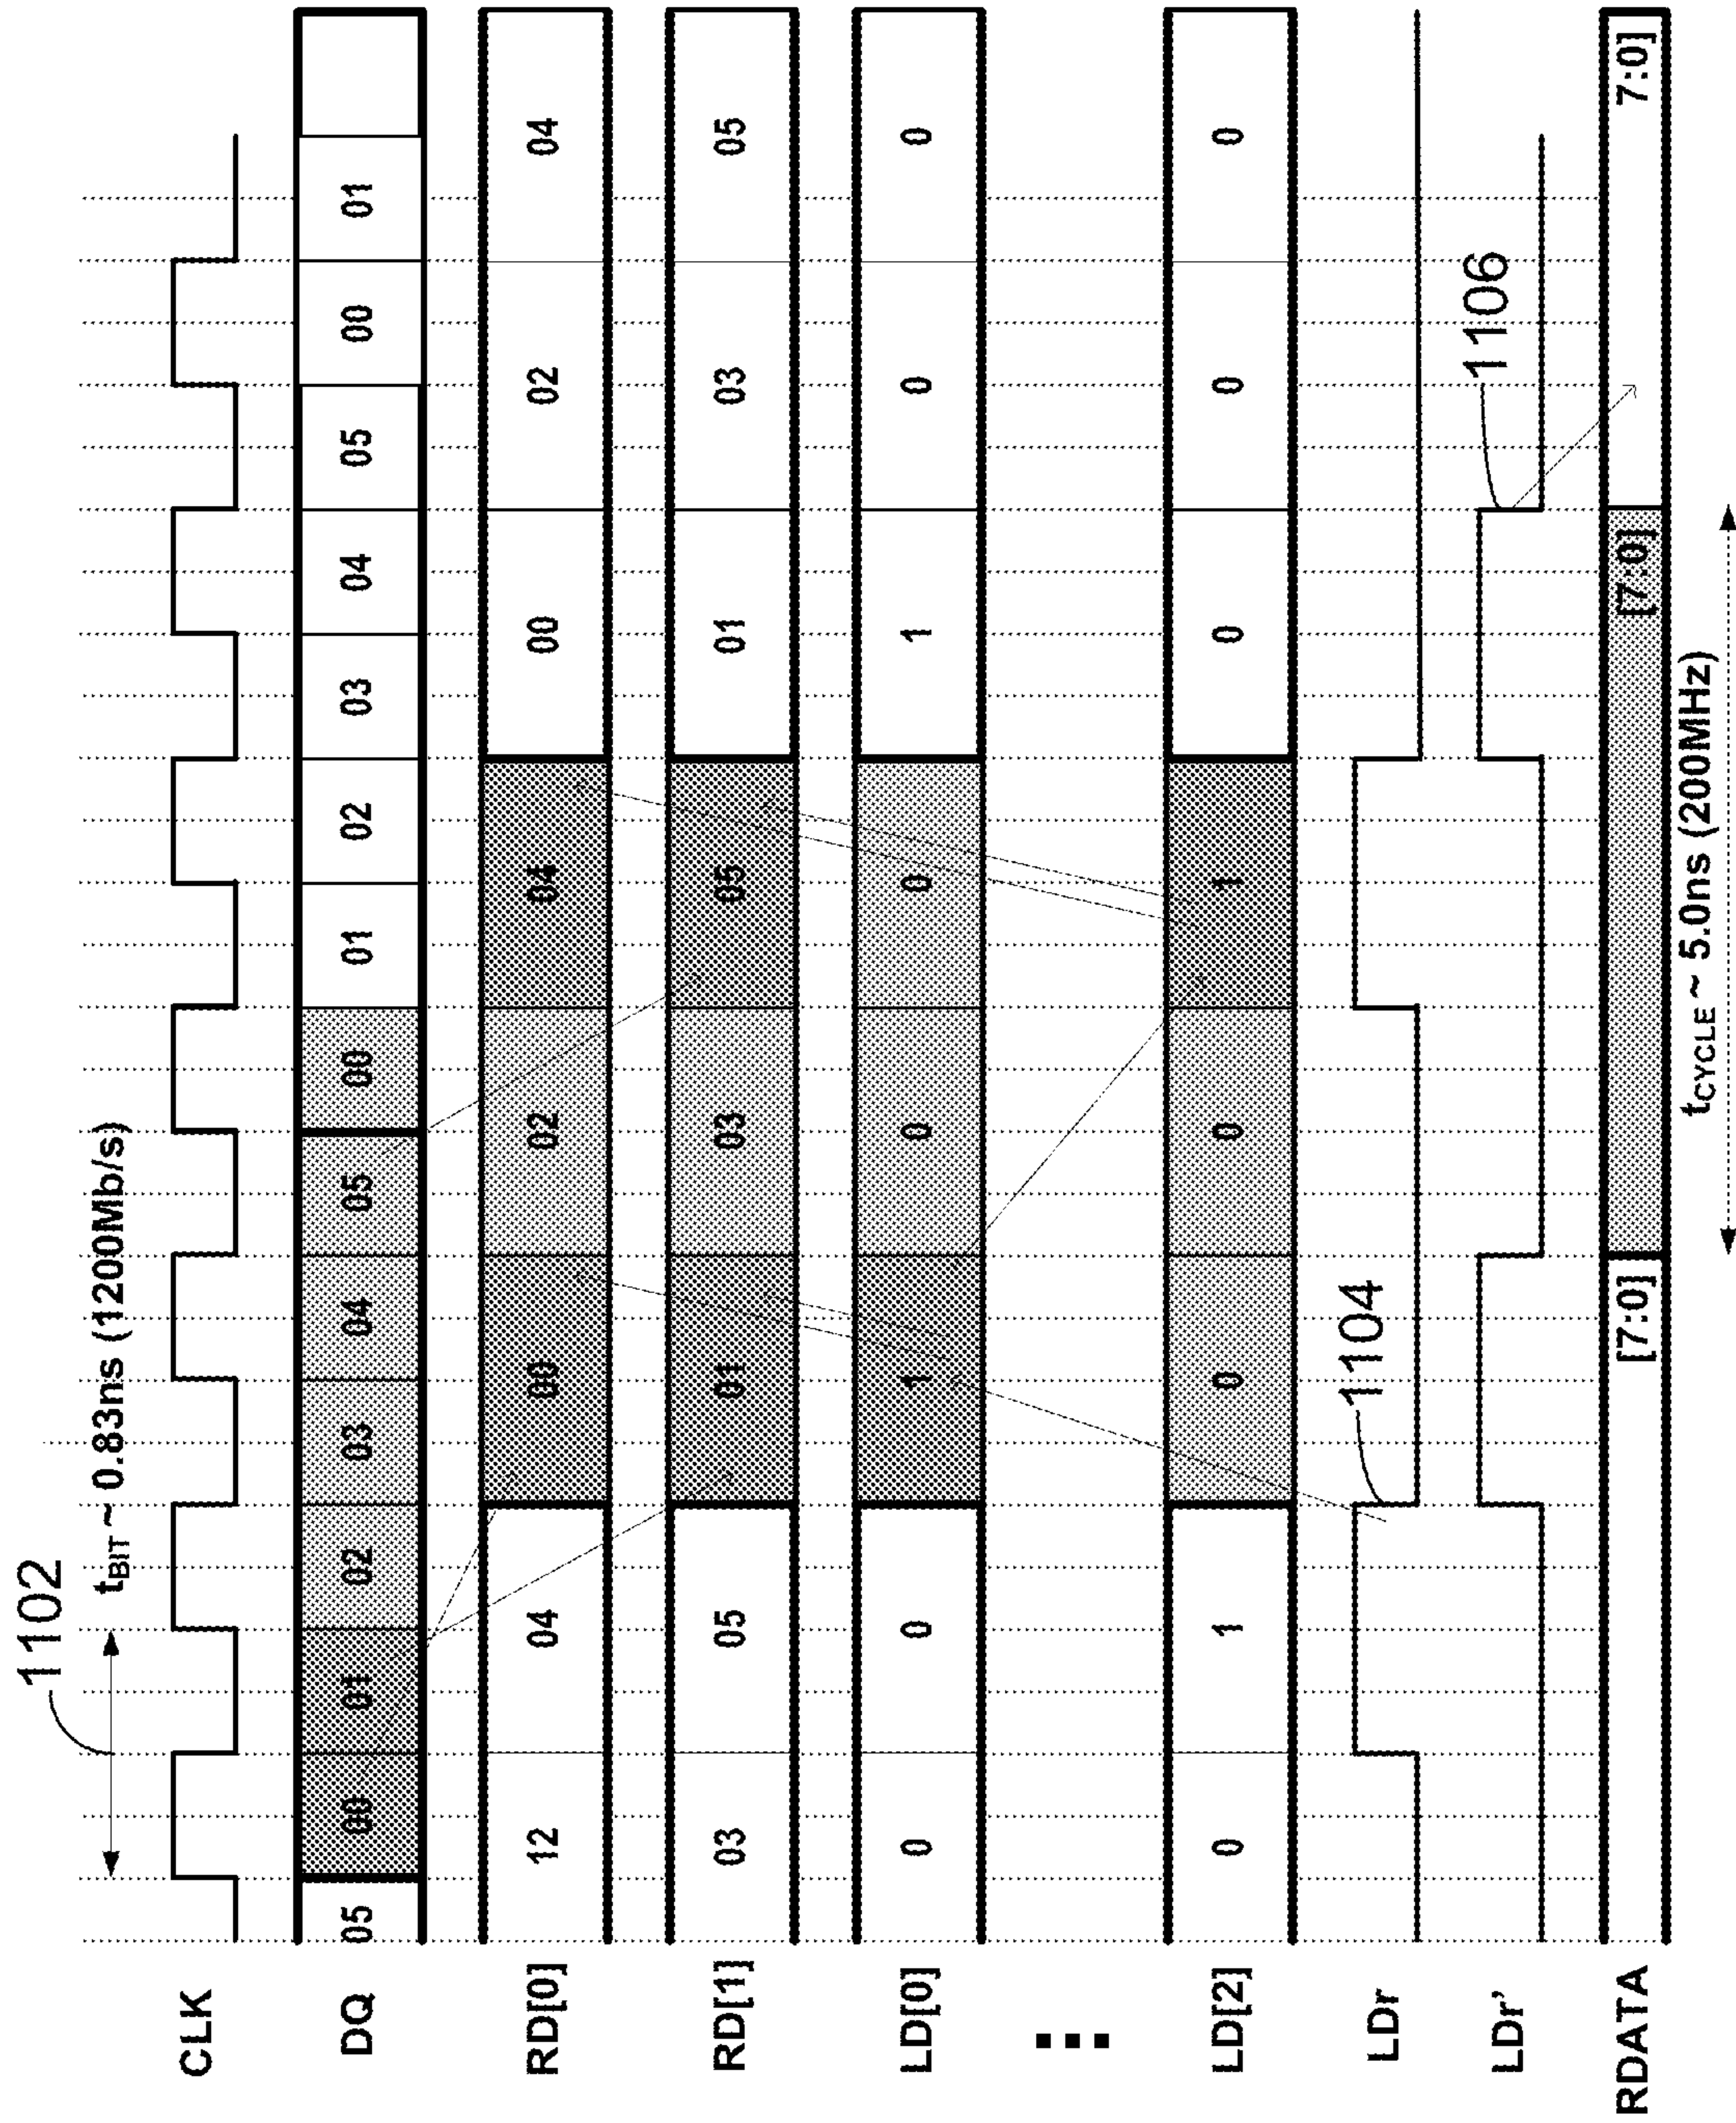 1102
tBIT ~ 0.83ns (1200Mb/s)
CLK
DQ 05 00 01 02 03 04 05 00 01 02 03 04 05 00 01
RD[0] 12 04 00 02 04 00 02 04
RD[1] 03 05 01 03 05 01 03 05
LD[0] 0 0 1 0 0 1 0 0
LD[2] 0 1 0 0 1 0 0 0
LDr 1104
LDr' 1106
RDATA [7:0] [7:0] 7:0]
tCYCLE ~ 5.0ns (200MHz)